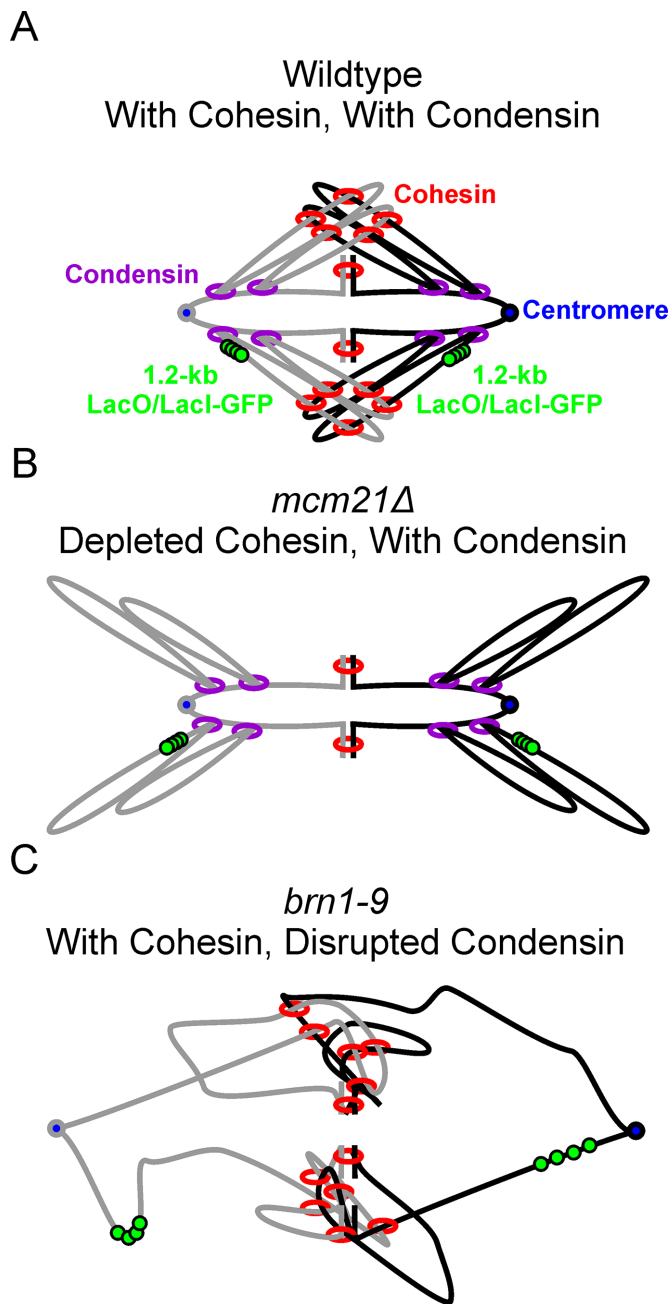 A
Wildtype
With Cohesin, With Condensin
Cohesin
Condensin
Centromere
1.2-kb
LacO/LacI-GFP
1.2-kb
LacO/LacI-GFP
B
mcm21Δ
Depleted Cohesin, With Condensin
C
brn1-9
With Cohesin, Disrupted Condensin